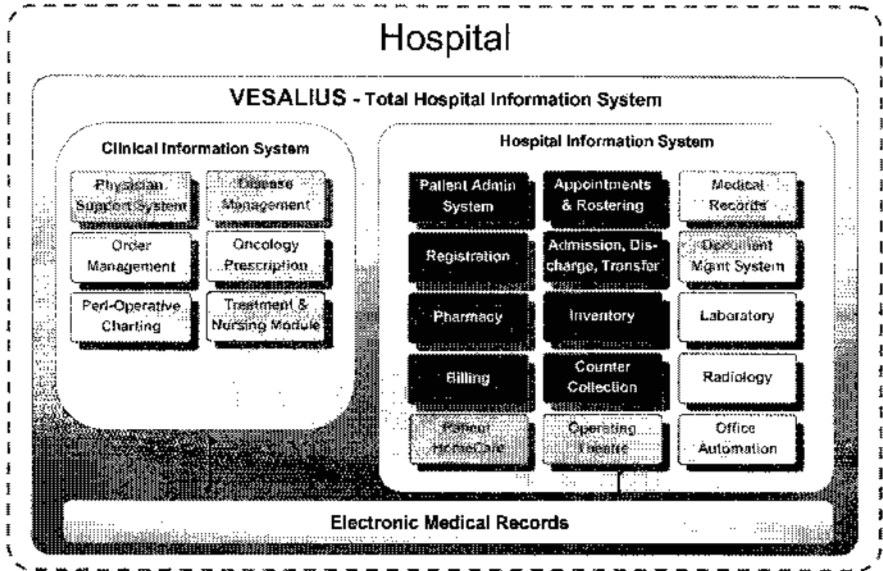 Hospital
VESALIUS - Total Hospital Information System
Clinical Information System
Physician
Support System
Disease
Management
Order
Management
Oncology
Prescription
Peri-Operative
Charting
Treatment &
Nursing Module
Hospital Information System
Patient Admin
System
Appointments
& Rostering
Medical
Records
Registration
Admission, Dis-
charge, Transfer
Document
Mgmt System
Pharmacy
Inventory
Laboratory
Billing
Counter
Collection
Radiology
Patient
HomeCare
Operating
Theatre
Office
Automation
Electronic Medical Records